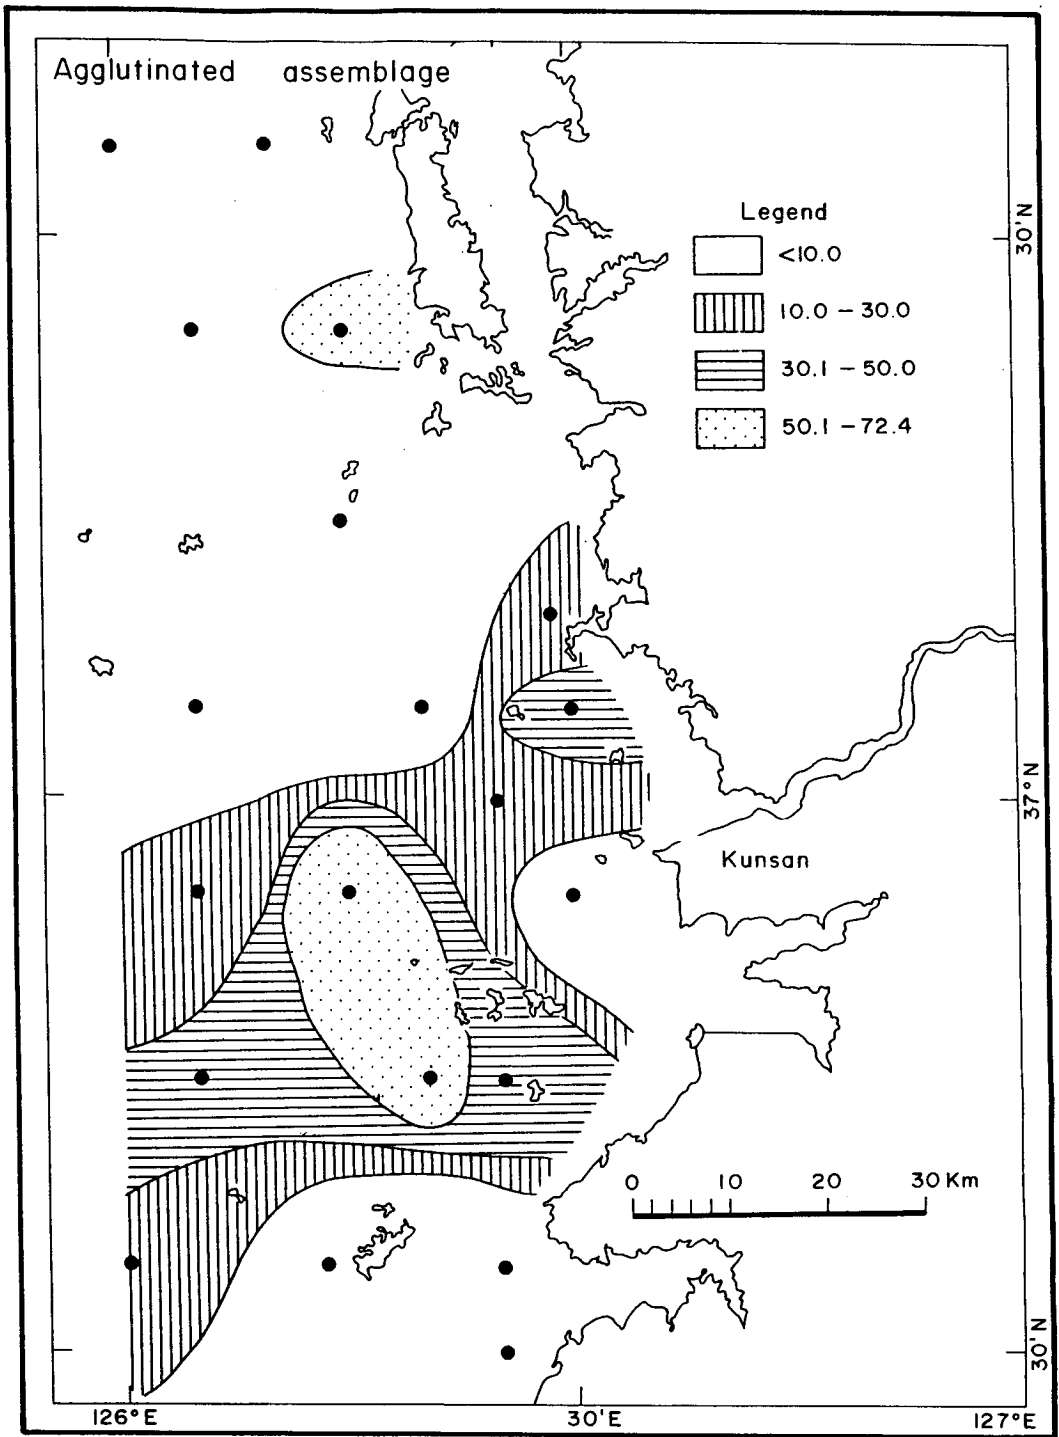 Agglutinated assemblage
Legend
<10.0
10.0 – 30.0
30.1 – 50.0
50.1 – 72.4
30'N
37°N
Kunsan
0 10 20 30 Km
30'N
126°E 30'E 127°E